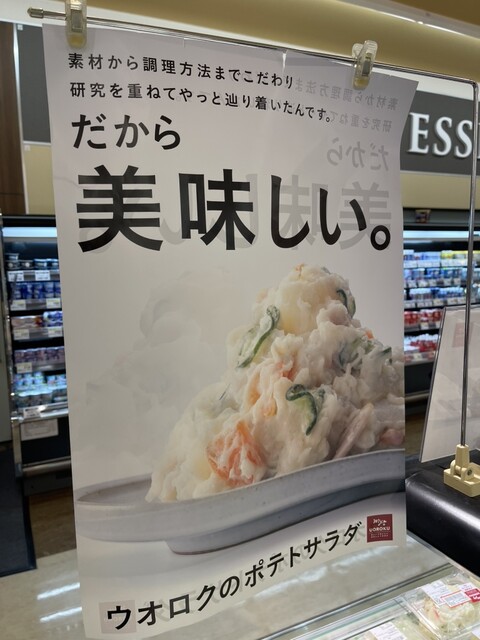 素材から調理方法までこだわり
研究を重ねてやっと辿り着いたんです。
だから
美味しい。
ウオロクのポテトサラダ
UOROKU
ESS